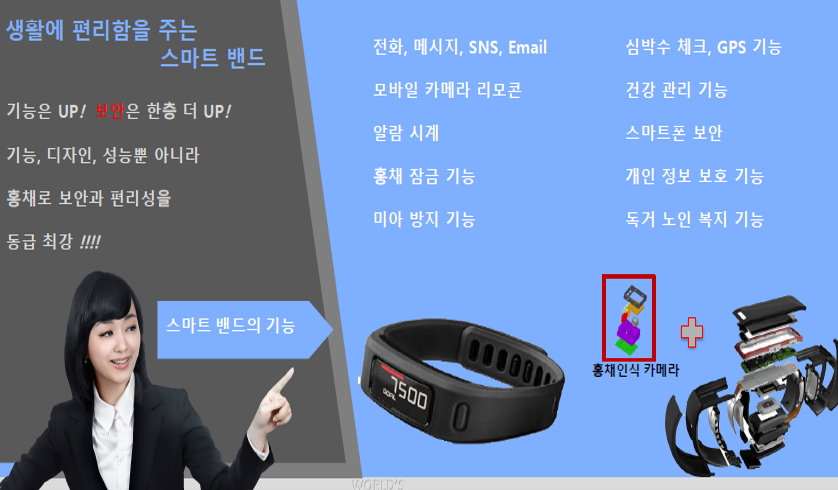 생활에 편리함을 주는
스마트 밴드
기능은 UP! 보안은 한층 더 UP!
기능, 디자인, 성능뿐 아니라
홍채로 보안과 편리성을
동급 최강 !!!!
스마트 밴드의 기능
전화, 메시지, SNS, Email
모바일 카메라 리모콘
알람 시계
홍채 잠금 기능
미아 방지 기능
심박수 체크, GPS 기능
건강 관리 기능
스마트폰 보안
개인 정보 보호 기능
독거 노인 복지 기능
7500
GOAL
홍채인식 카메라
WORLD'S